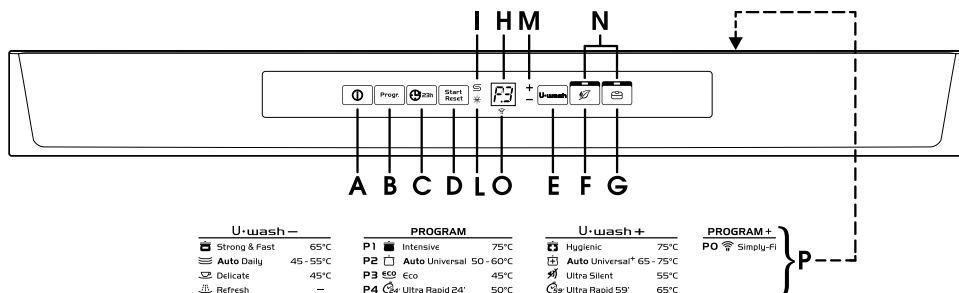 I H M N
Progr. 23h Start Reset P.3 + − U-wash
A B C D L O E F G
U·wash −
Strong & Fast 65°C
Auto Daily 45-55°C
Delicate 45°C
Refresh –
PROGRAM
P1 Intensive 75°C
P2 Auto Universal 50-60°C
P3 ECO Eco 45°C
P4 24' Ultra Rapid 24' 50°C
U·wash +
Hygienic 75°C
Auto Universal+ 65-75°C
Ultra Silent 55°C
59' Ultra Rapid 59' 65°C
PROGRAM +
P0 Simply-Fi
P